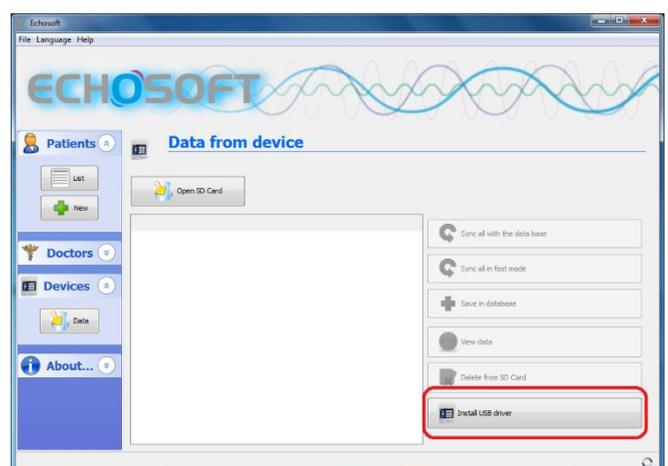 Echosoft
File Language Help
ECHOSOFT
Patients
List
New
Doctors
Devices
Data
About...
Data from device
Open SD Card
Sync all with the data base
Sync all in fast mode
Save in database
View data
Delete from SD Card
Install USB driver